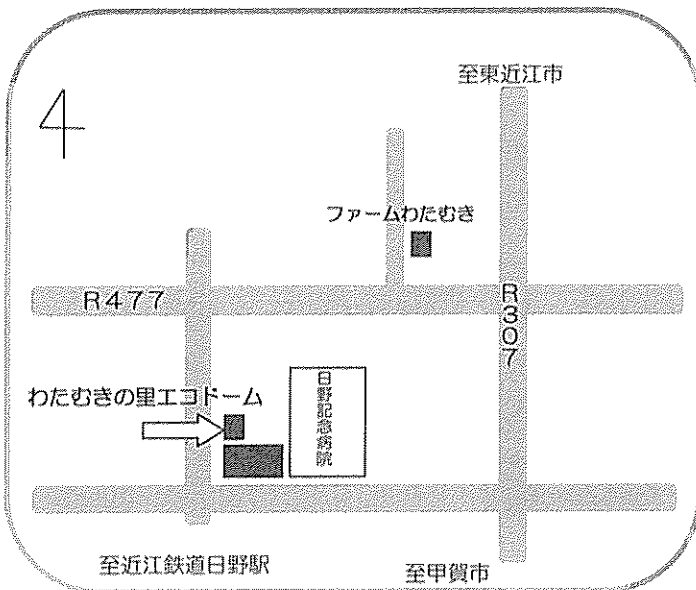 至東近江市
ファームわたむき
R477
R307
わたむきの里エコドーム
日野記念病院
至近江鉄道日野駅
至甲賀市